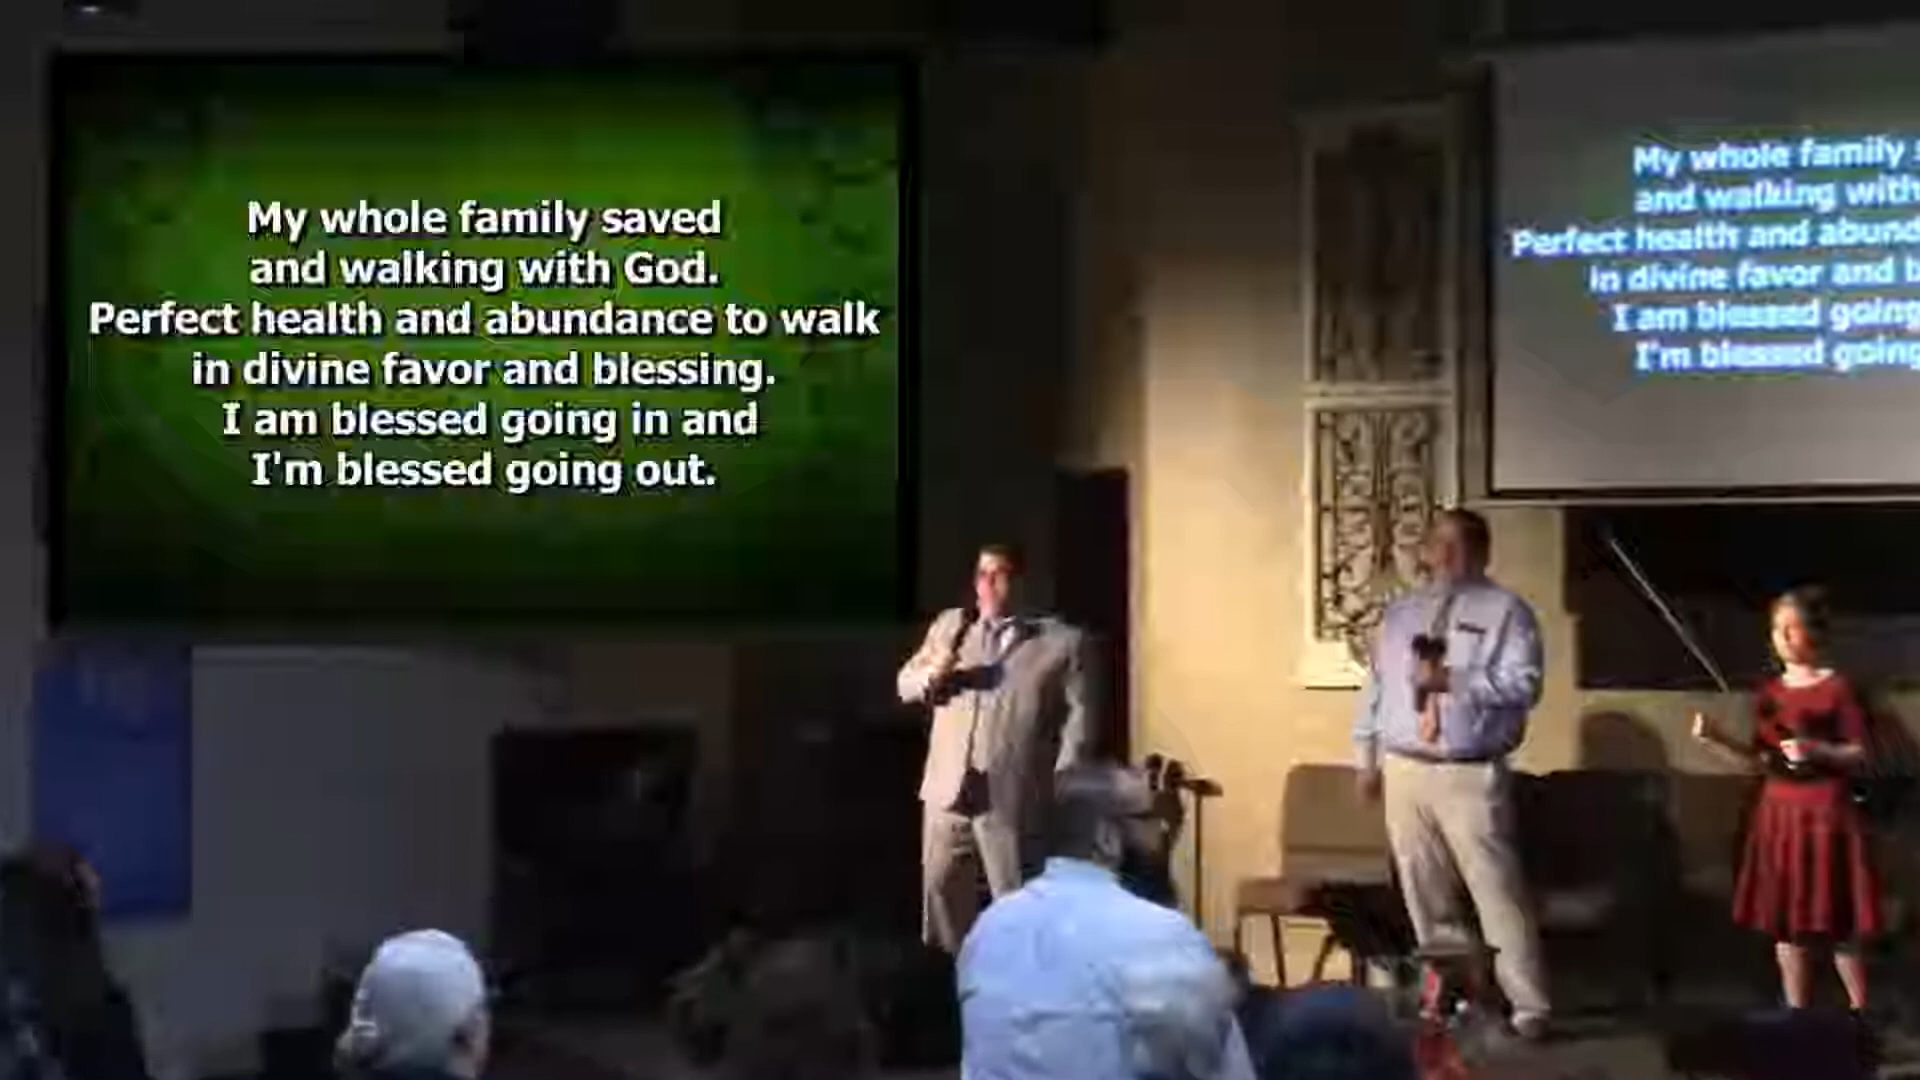 My whole family saved
and walking with God.
Perfect health and abundance to walk
in divine favor and blessing.
I am blessed going in and
I'm blessed going out.
My whole family
and walking with
Perfect health and abund
in divine favor and b
I am blessed going
I'm blessed going